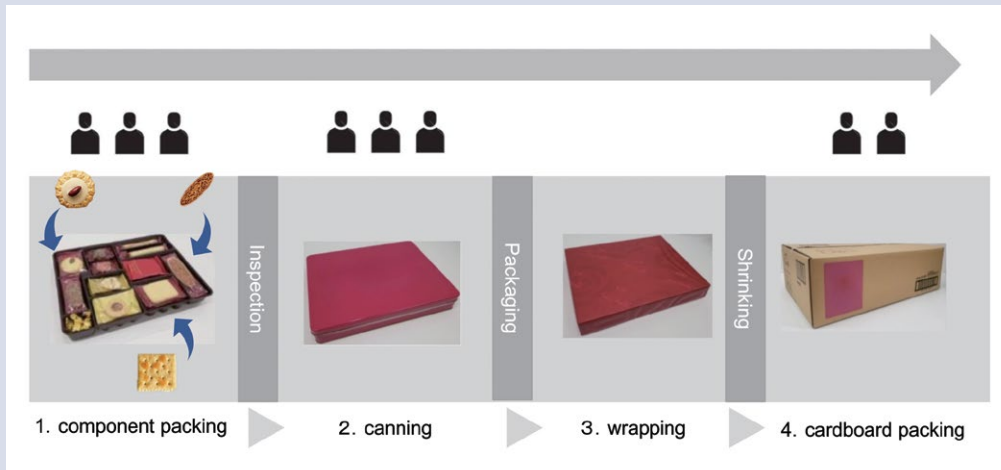 Inspection
Packaging
Shrinking
1. component packing
2. canning
3. wrapping
4. cardboard packing